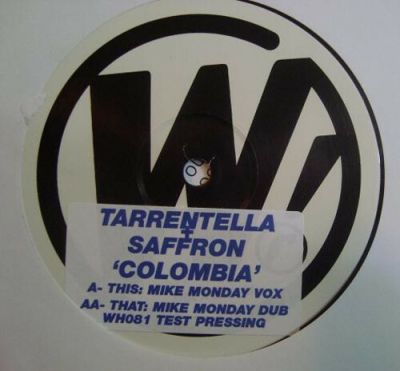 W!
TARRENTELLA
+
SAFFRON
'COLOMBIA'
A- THIS: MIKE MONDAY VOX
AA- THAT: MIKE MONDAY DUB
WH081 TEST PRESSING